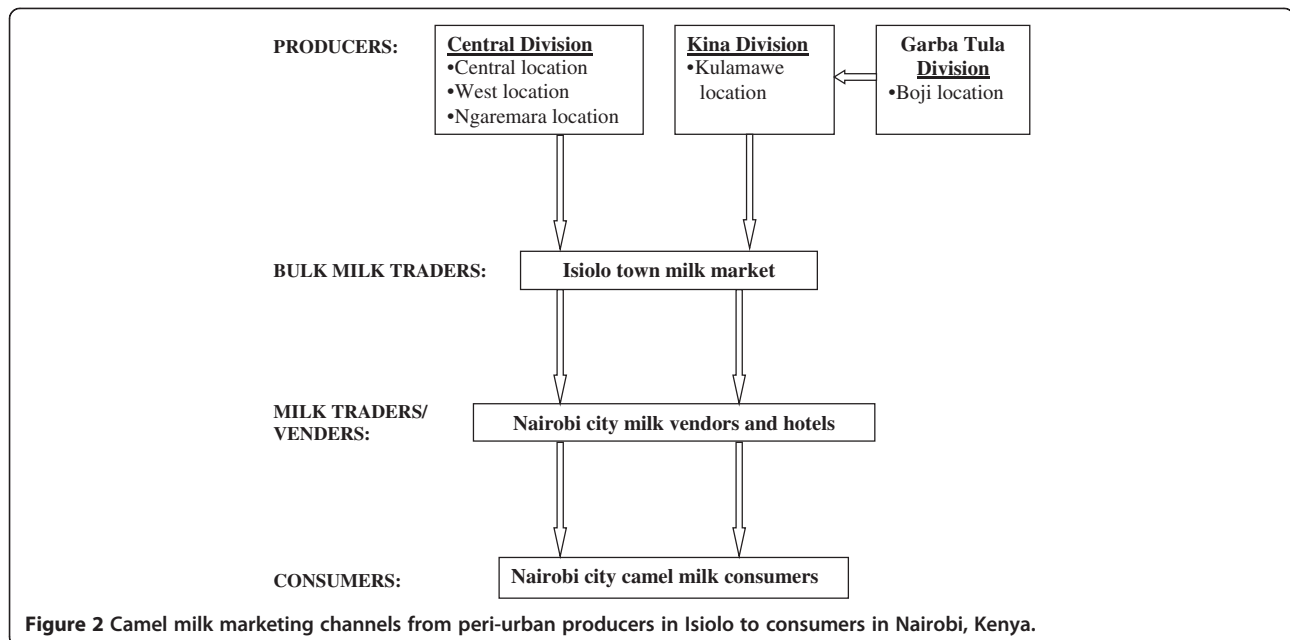 PRODUCERS:
Central Division
•Central location
•West location
•Ngaremara location
Kina Division
•Kulamawe
location
Garba Tula
Division
•Boji location
BULK MILK TRADERS:
Isiolo town milk market
MILK TRADERS/
VENDERS:
Nairobi city milk vendors and hotels
CONSUMERS:
Nairobi city camel milk consumers
Figure 2 Camel milk marketing channels from peri-urban producers in Isiolo to consumers in Nairobi, Kenya.